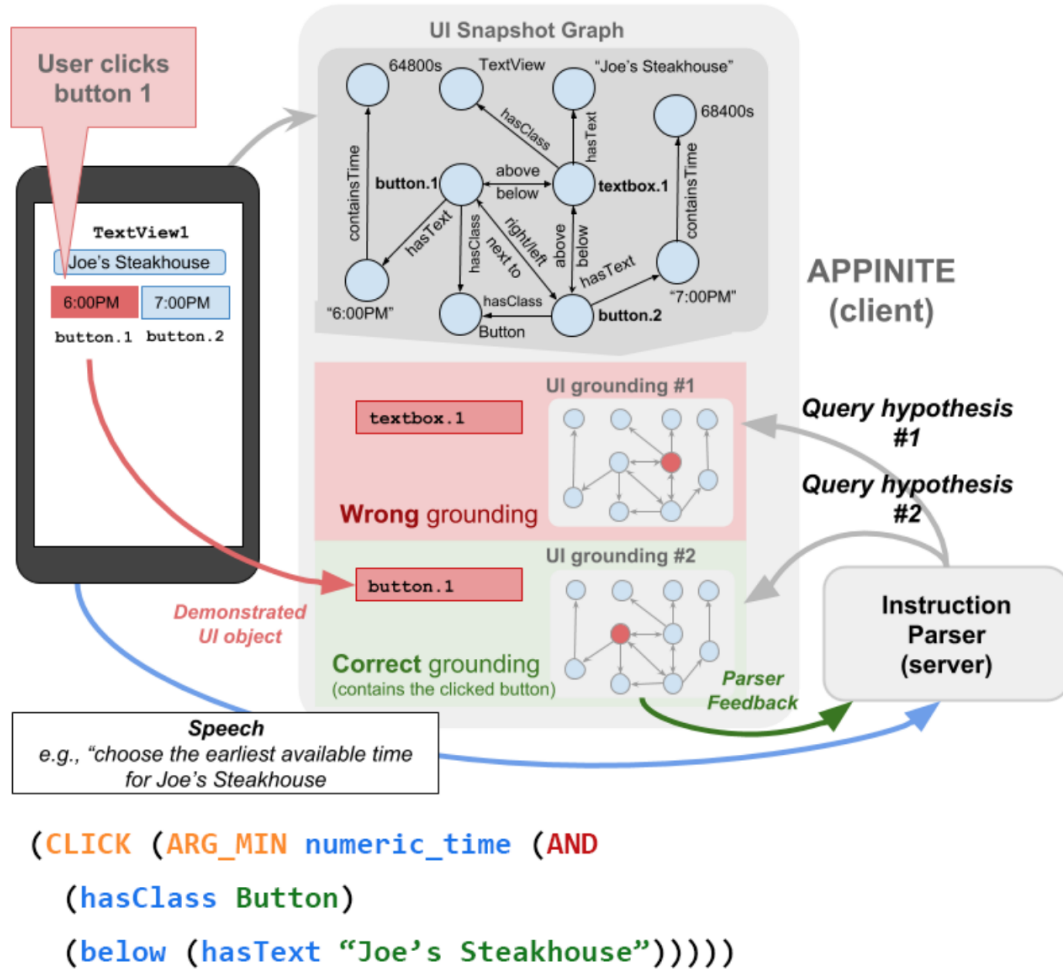 UI Snapshot Graph
User clicks
button 1
64800s
TextView
“Joe's Steakhouse”
68400s
hasClass
hasText
containsTime
containsTime
button.1
above
below
textbox.1
hasText
hasClass
right/left
next to
above
below
hasText
“6:00PM”
hasClass
Button
button.2
“7:00PM”
TextView1
Joe's Steakhouse
6:00PM
7:00PM
button.1
button.2
APPINITE
(client)
UI grounding #1
textbox.1
Wrong grounding
Query hypothesis
#1
Query hypothesis
#2
UI grounding #2
button.1
Demonstrated
UI object
Correct grounding
(contains the clicked button)
Parser
Feedback
Instruction
Parser
(server)
Speech
e.g., “choose the earliest available time
for Joe's Steakhouse
(CLICK (ARG_MIN numeric_time (AND
(hasClass Button)
(below (hasText “Joe’s Steakhouse”)))))